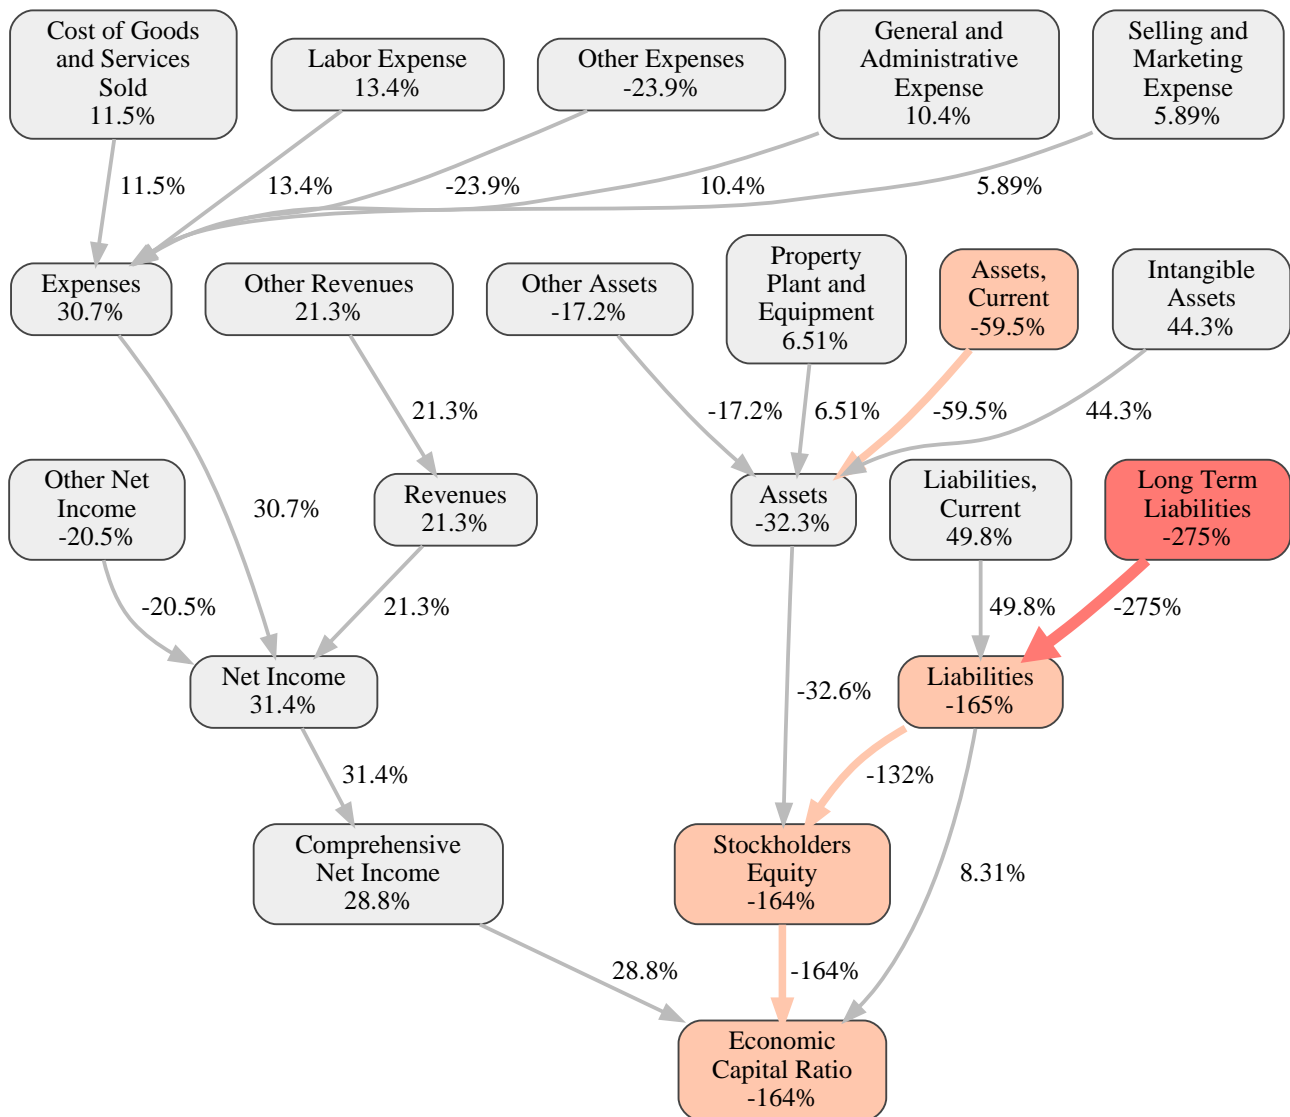 Cost of Goods
and Services
Sold
11.5%
Labor Expense
13.4%
Other Expenses
-23.9%
General and
Administrative
Expense
10.4%
Selling and
Marketing
Expense
5.89%
11.5%
13.4%
-23.9%
10.4%
5.89%
Expenses
30.7%
Other Revenues
21.3%
Other Assets
-17.2%
Property
Plant and
Equipment
6.51%
Assets,
Current
-59.5%
Intangible
Assets
44.3%
21.3%
-17.2%
6.51%
-59.5%
44.3%
Other Net
Income
-20.5%
30.7%
Revenues
21.3%
Assets
-32.3%
Liabilities,
Current
49.8%
Long Term
Liabilities
-275%
-20.5%
21.3%
49.8%
-275%
Net Income
31.4%
-32.6%
Liabilities
-165%
31.4%
-132%
Comprehensive
Net Income
28.8%
Stockholders
Equity
-164%
8.31%
28.8%
-164%
Economic
Capital Ratio
-164%